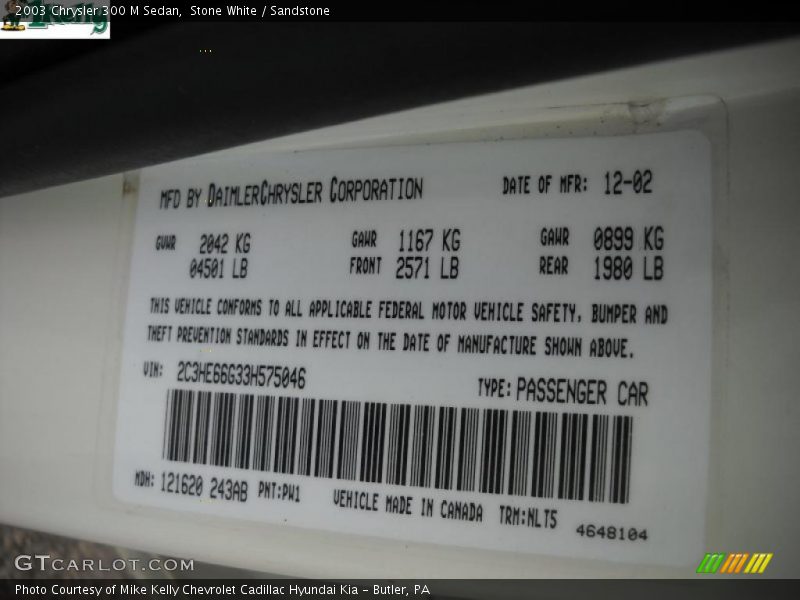 2003 Chrysler 300 M Sedan, Stone White / Sandstone
MFD BY DAIMLERCHRYSLER CORPORATION DATE OF MFR: 12-02
GVWR 2042 KG GAWR 1167 KG GAWR 0899 KG
04501 LB FRONT 2571 LB REAR 1980 LB
THIS VEHICLE CONFORMS TO ALL APPLICABLE FEDERAL MOTOR VEHICLE SAFETY, BUMPER AND
THEFT PREVENTION STANDARDS IN EFFECT ON THE DATE OF MANUFACTURE SHOWN ABOVE.
VIN: 2C3HE66G33H575046 TYPE: PASSENGER CAR
MDH: 121620 243AB PNT:PW1 VEHICLE MADE IN CANADA TRM:NLT5 4648104
GTCARLOT.COM
Photo Courtesy of Mike Kelly Chevrolet Cadillac Hyundai Kia – Butler, PA